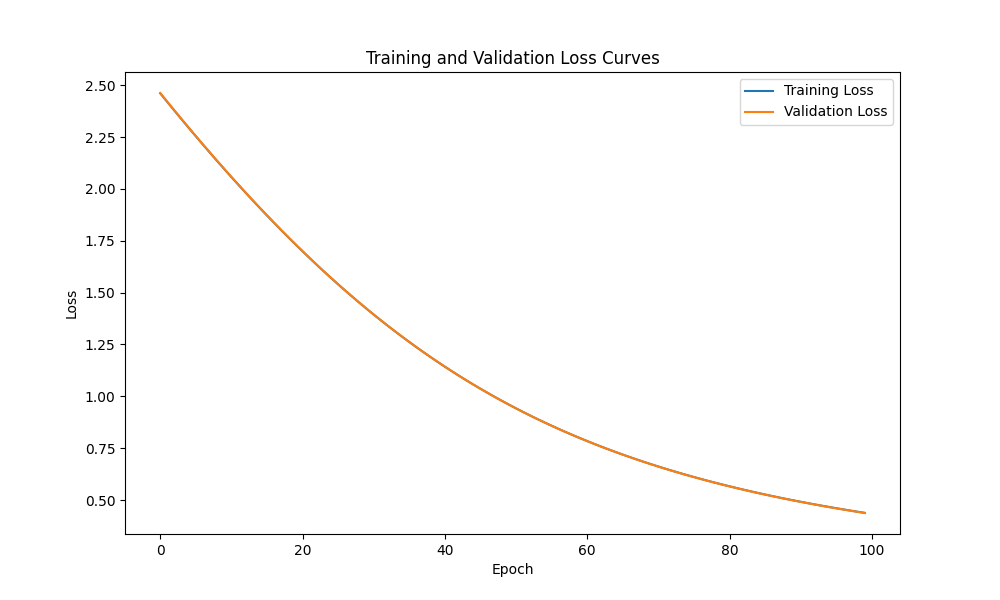 Training and Validation Loss Curves
Training Loss
Validation Loss
2.50
2.25
2.00
1.75
1.50
1.25
1.00
0.75
0.50
Loss
0 20 40 60 80 100
Epoch